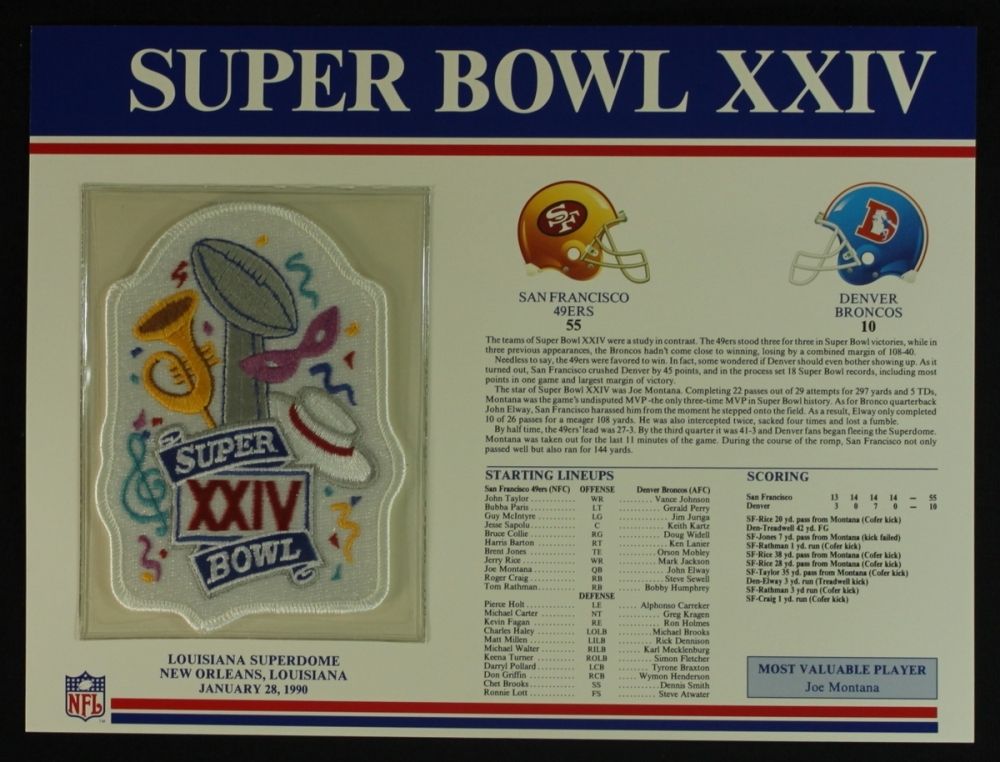 SUPER BOWL XXIV
SUPER
XXIV
BOWL
LOUISIANA SUPERDOME
NEW ORLEANS, LOUISIANA
JANUARY 28, 1990
NFL
SF
SAN FRANCISCO
49ERS
55
D
DENVER
BRONCOS
10
The teams of Super Bowl XXIV were a study in contrast. The 49ers stood three for three in Super Bowl victories, while in
three previous appearances, the Broncos hadn't come close to winning, losing by a combined margin of 108-40.
Needless to say, the 49ers were favored to win. In fact, some wondered if Denver should even bother showing up. As it
turned out, San Francisco crushed Denver by 45 points, and in the process set 18 Super Bowl records, including most
points in one game and largest margin of victory.
The star of Super Bowl XXIV was Joe Montana. Completing 22 passes out of 29 attempts for 297 yards and 5 TDs,
Montana was the game's undisputed MVP -the only three-time MVP in Super Bowl history. As for Bronco quarterback
John Elway, San Francisco harassed him from the moment he stepped onto the field. As a result, Elway only completed
10 of 26 passes for a meager 108 yards. He was also intercepted twice, sacked four times and lost a fumble.
By half time, the 49ers' lead was 27-3. By the third quarter it was 41-3 and Denver fans began fleeing the Superdome.
Montana was taken out for the last 11 minutes of the game. During the course of the romp, San Francisco not only
passed well but also ran for 144 yards.
STARTING LINEUPS
San Francisco 49ers (NFC) OFFENSE Denver Broncos (AFC)
John Taylor WR Vance Johnson
Bubba Paris LT Gerald Perry
Guy McIntyre LG Jim Juriga
Jesse Sapolu C Keith Kartz
Bruce Collie RG Doug Widell
Harris Barton RT Ken Lanier
Brent Jones TE Orson Mobley
Jerry Rice WR Mark Jackson
Joe Montana QB John Elway
Roger Craig RB Steve Sewell
Tom Rathman RB Bobby Humphrey
DEFENSE
Pierce Holt LE Alphonso Carreker
Michael Carter NT Greg Kragen
Kevin Fagan RE Ron Holmes
Charles Haley LOLB Michael Brooks
Matt Millen LILB Rick Dennison
Michael Walter RILB Karl Mecklenburg
Keena Turner ROLB Simon Fletcher
Darryl Pollard LCB Tyrone Braxton
Don Griffin RCB Wymon Henderson
Chet Brooks SS Dennis Smith
Ronnie Lott FS Steve Atwater
SCORING
San Francisco 13 14 14 14 — 55
Denver 3 0 7 0 — 10
SF-Rice 20 yd. pass from Montana (Cofer kick)
Den-Treadwell 42 yd. FG
SF-Jones 7 yd. pass from Montana (kick failed)
SF-Rathman 1 yd. run (Cofer kick)
SF-Rice 38 yd. pass from Montana (Cofer kick)
SF-Rice 28 yd. pass from Montana (Cofer kick)
SF-Taylor 35 yd. pass from Montana (Cofer kick)
Den-Elway 3 yd. run (Treadwell kick)
SF-Rathman 3 yd run (Cofer kick)
SF-Craig 1 yd. run (Cofer kick)
MOST VALUABLE PLAYER
Joe Montana